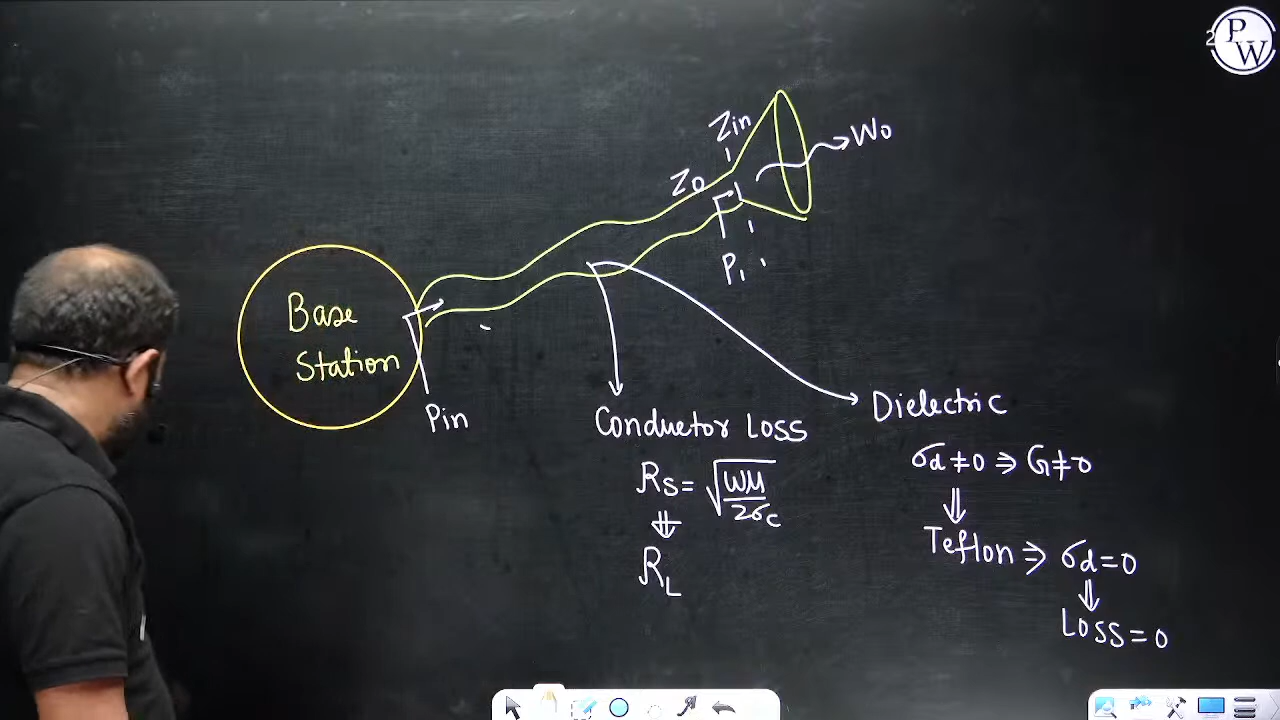 PW
Zin
Wo
Zo
P1
Base
Station
Pin
Conductor Loss
Rs = √(ωμ/2σc)
⇓
RL
Dielectric
σd ≠ 0 ⇒ G ≠ 0
⇓
Teflon ⇒ σd = 0
⇓
Loss = 0